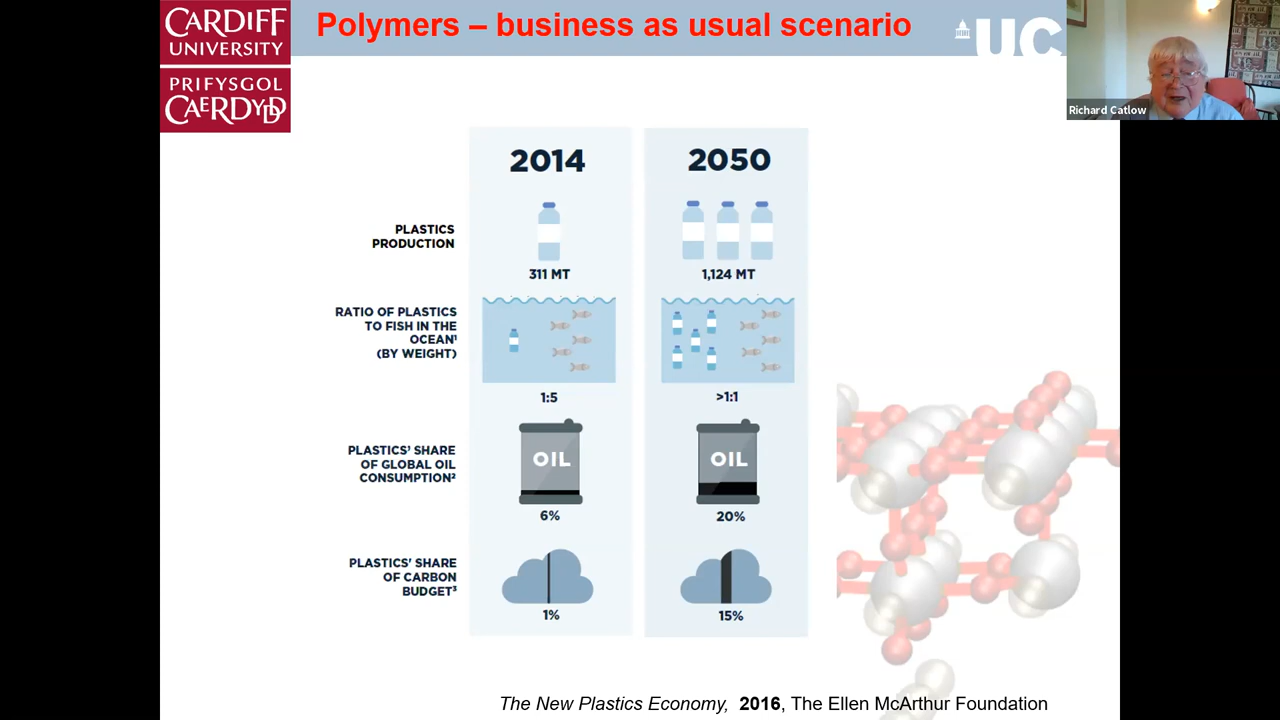 CARDIFF
UNIVERSITY
PRIFYSGOL
CAERDYDD
Polymers – business as usual scenario
UC
Richard Catlow
2014
2050
PLASTICS
PRODUCTION
311 MT
1,124 MT
RATIO OF PLASTICS
TO FISH IN THE
OCEAN¹
(BY WEIGHT)
1:5
>1:1
PLASTICS' SHARE
OF GLOBAL OIL
CONSUMPTION²
OIL
OIL
6%
20%
PLASTICS' SHARE
OF CARBON
BUDGET³
1%
15%
The New Plastics Economy, 2016, The Ellen McArthur Foundation